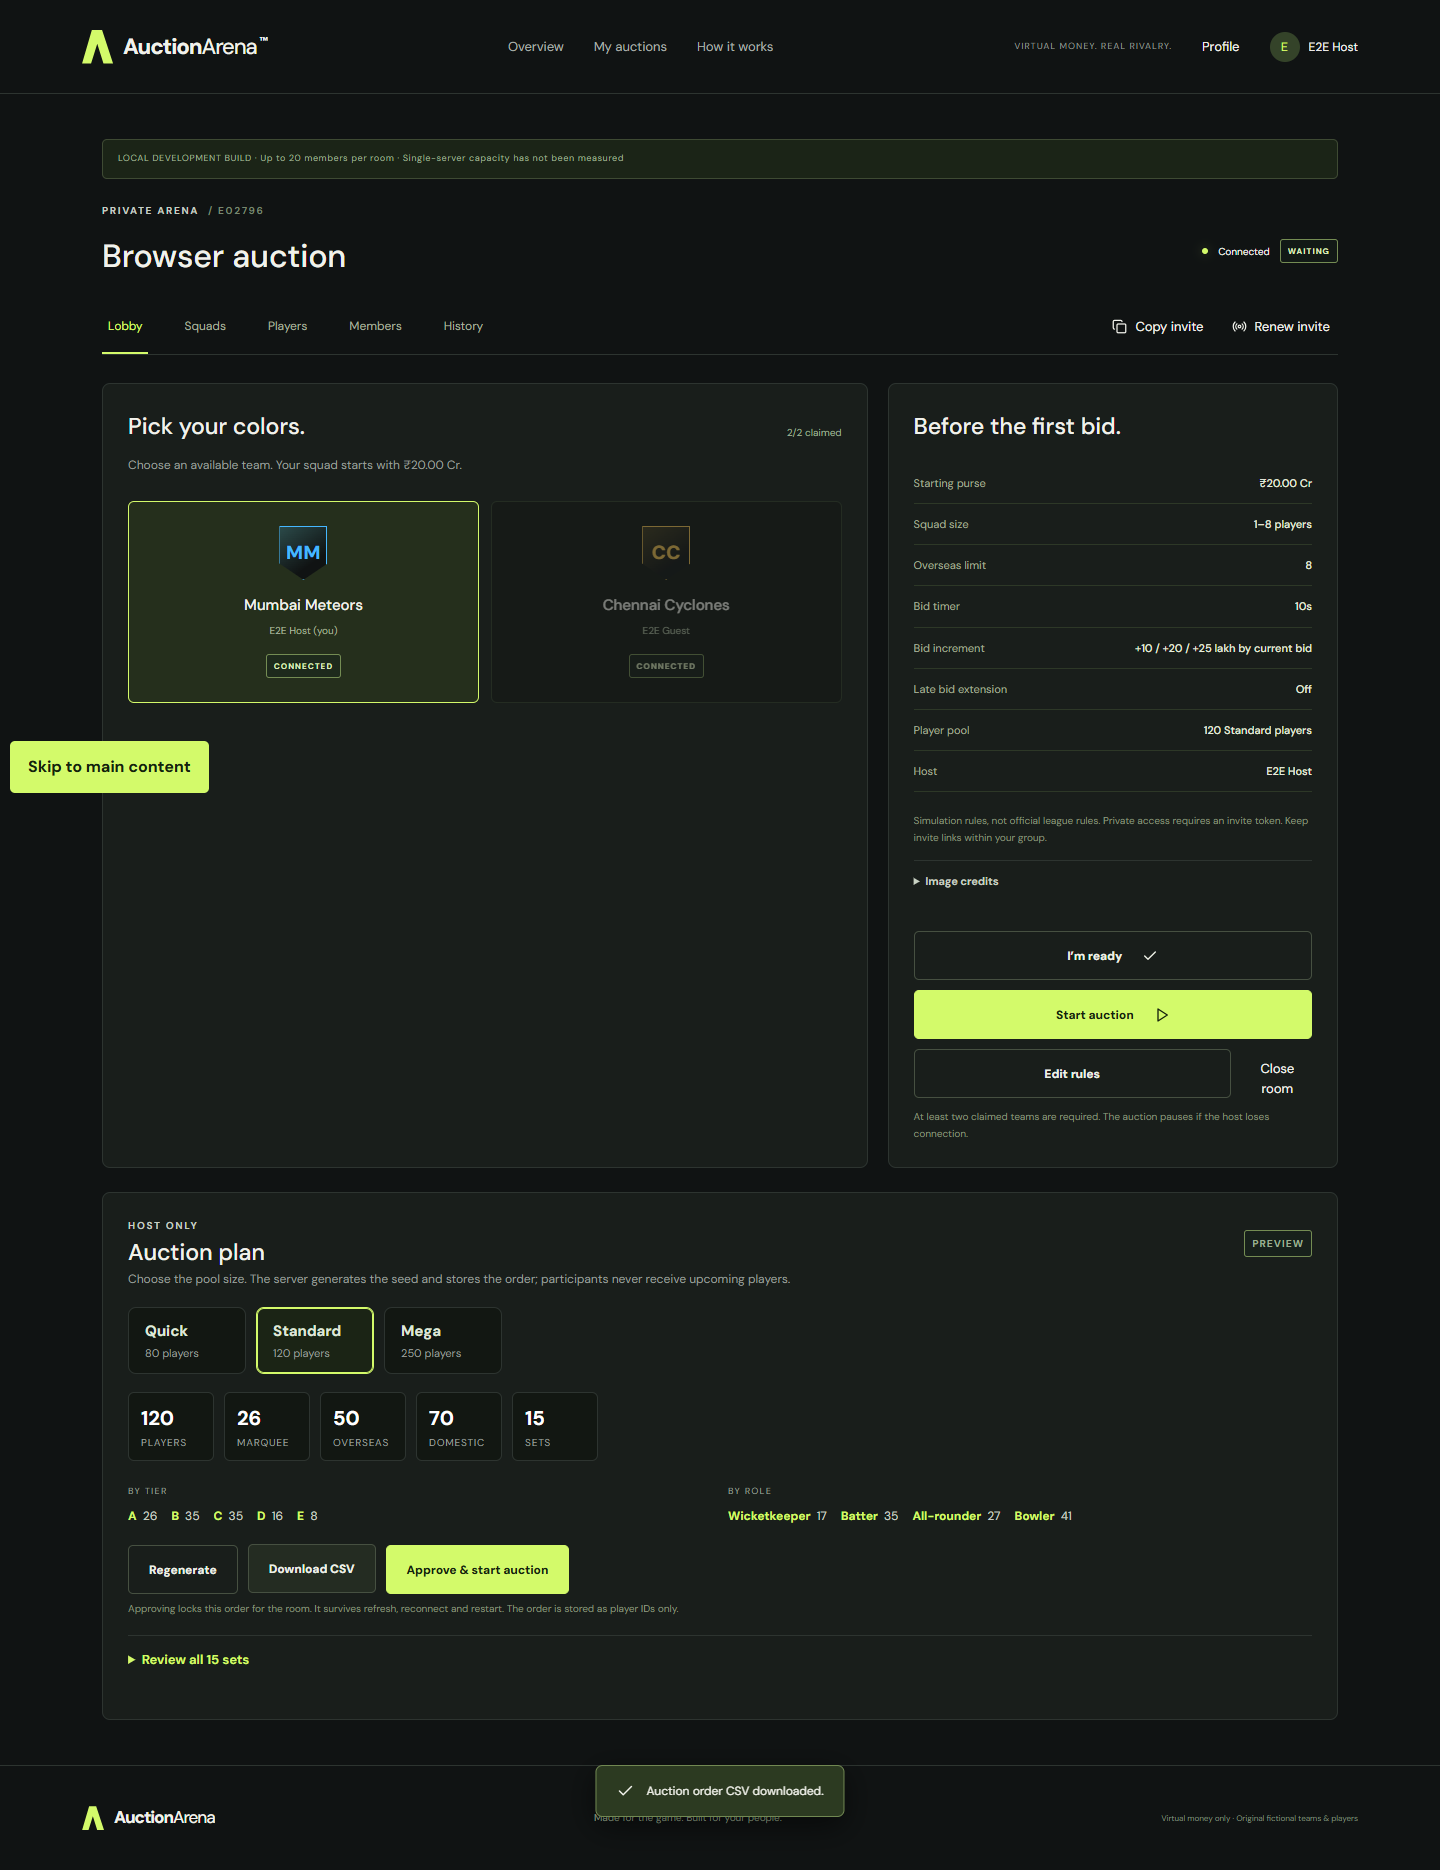 AuctionArena™
Overview
My auctions
How it works
VIRTUAL MONEY. REAL RIVALRY.
Profile
E
E2E Host
LOCAL DEVELOPMENT BUILD · Up to 20 members per room · Single-server capacity has not been measured
PRIVATE ARENA / E02796
Browser auction
Connected
WAITING
Lobby
Squads
Players
Members
History
Copy invite
Renew invite
Pick your colors.
2/2 claimed
Choose an available team. Your squad starts with ₹20.00 Cr.
MM
Mumbai Meteors
E2E Host (you)
CONNECTED
CC
Chennai Cyclones
E2E Guest
CONNECTED
Skip to main content
Before the first bid.
Starting purse ₹20.00 Cr
Squad size 1–8 players
Overseas limit 8
Bid timer 10s
Bid increment +10 / +20 / +25 lakh by current bid
Late bid extension Off
Player pool 120 Standard players
Host E2E Host
Simulation rules, not official league rules. Private access requires an invite token. Keep
invite links within your group.
Image credits
I’m ready
Start auction
Edit rules
Close
room
At least two claimed teams are required. The auction pauses if the host loses
connection.
HOST ONLY
Auction plan
PREVIEW
Choose the pool size. The server generates the seed and stores the order; participants never receive upcoming players.
Quick
80 players
Standard
120 players
Mega
250 players
120
PLAYERS
26
MARQUEE
50
OVERSEAS
70
DOMESTIC
15
SETS
BY TIER
A 26 B 35 C 35 D 16 E 8
BY ROLE
Wicketkeeper 17 Batter 35 All-rounder 27 Bowler 41
Regenerate
Download CSV
Approve & start auction
Approving locks this order for the room. It survives refresh, reconnect and restart. The order is stored as player IDs only.
Review all 15 sets
Auction order CSV downloaded.
AuctionArena
Made for the game. Built for your people.
Virtual money only · Original fictional teams & players